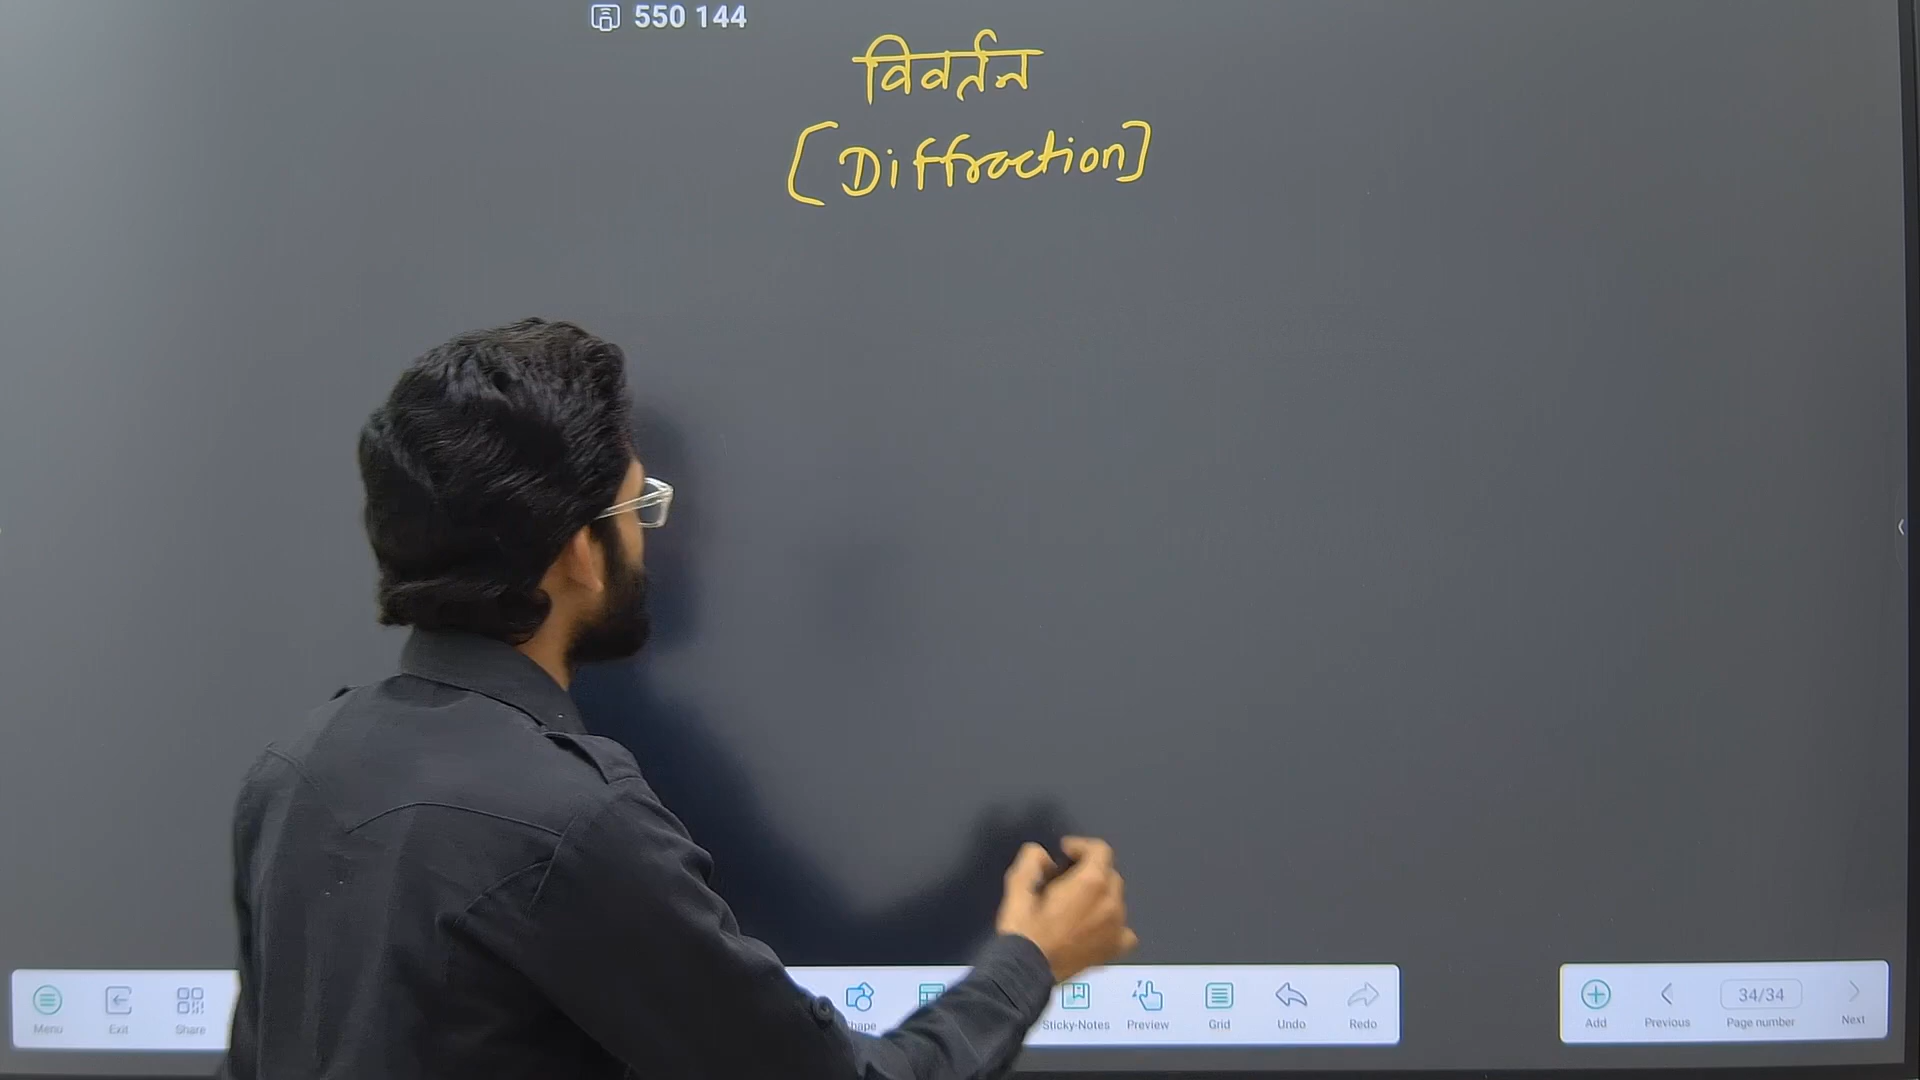 550 144
विवर्तन
[Diffraction]
Menu
Exit
Share
Shape
Sticky-Notes
Preview
Grid
Undo
Redo
Add
Previous
34/34
Page number
Next